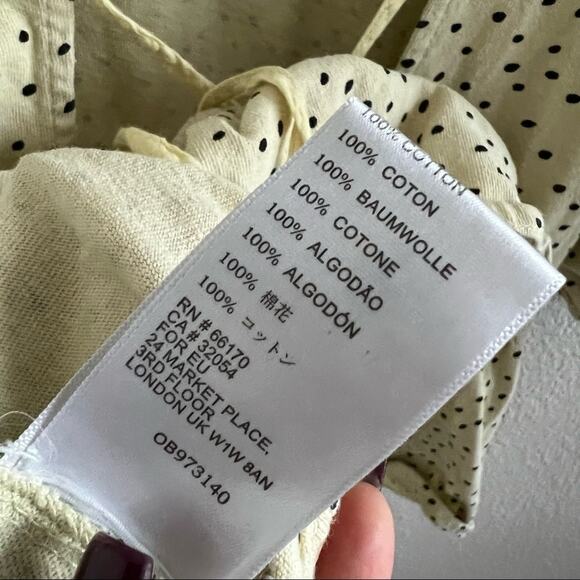 100% COTTON
100% COTON
100% BAUMWOLLE
100% COTONE
100% ALGODÃO
100% ALGODÓN
100% 棉花
100% コットン
RN # 66170
CA # 32054
FOR EU
24 MARKET PLACE,
3RD FLOOR
LONDON UK W1W 8AN
OB973140